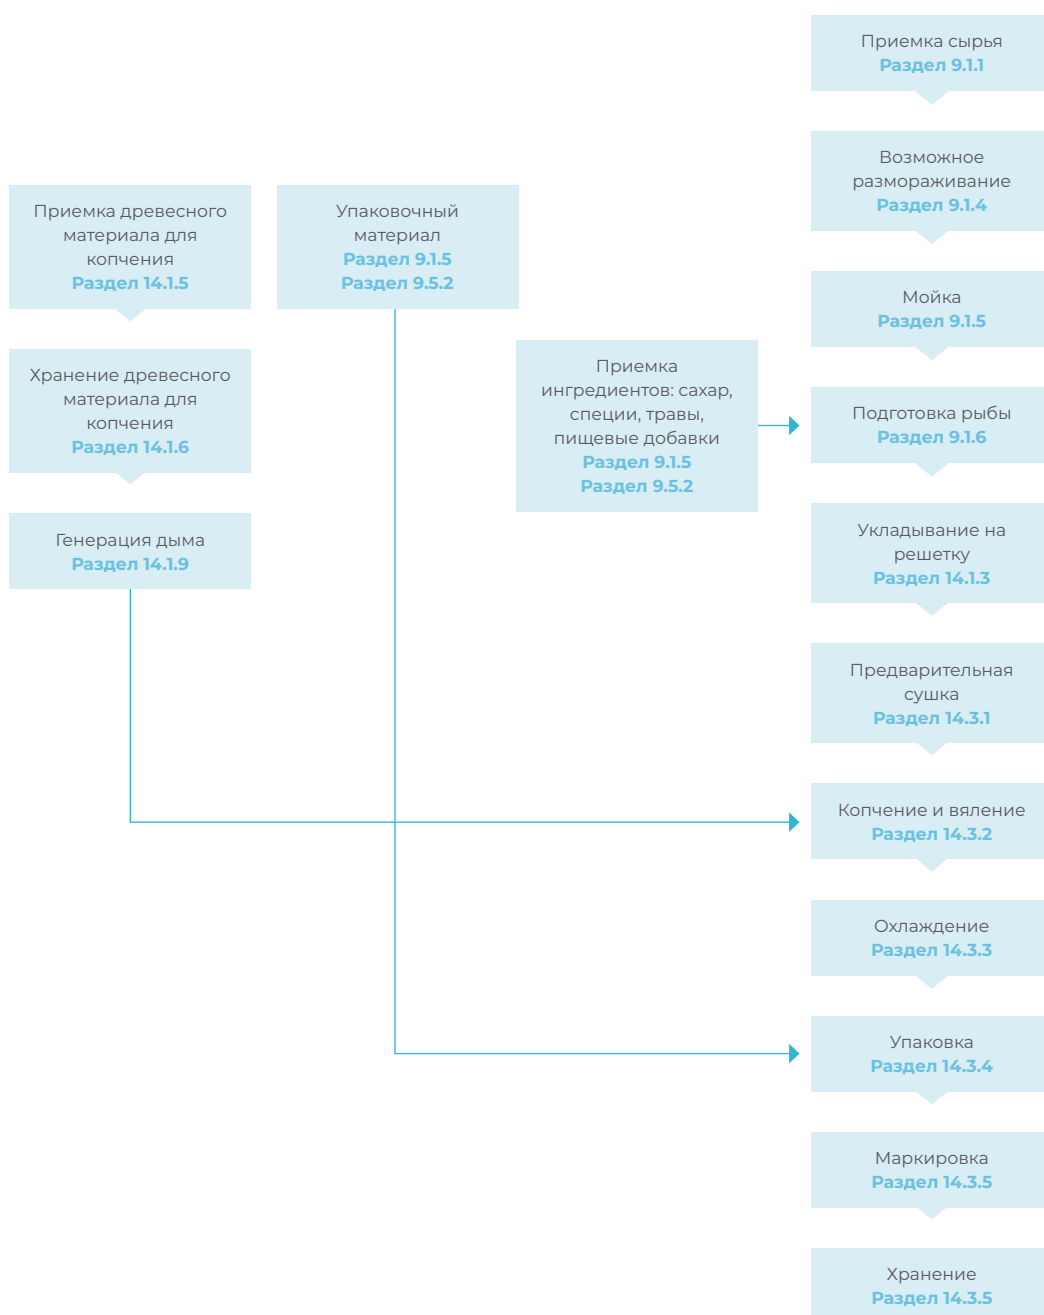 Приемка сырья
Раздел 9.1.1
Возможное
размораживание
Раздел 9.1.4
Приемка древесного
материала для
копчения
Раздел 14.1.5
Упаковочный
материал
Раздел 9.1.5
Раздел 9.5.2
Мойка
Раздел 9.1.5
Хранение древесного
материала для
копчения
Раздел 14.1.6
Приемка
ингредиентов: сахар,
специи, травы,
пищевые добавки
Раздел 9.1.5
Раздел 9.5.2
Подготовка рыбы
Раздел 9.1.6
Генерация дыма
Раздел 14.1.9
Укладывание на
решетку
Раздел 14.1.3
Предварительная
сушка
Раздел 14.3.1
Копчение и вяление
Раздел 14.3.2
Охлаждение
Раздел 14.3.3
Упаковка
Раздел 14.3.4
Маркировка
Раздел 14.3.5
Хранение
Раздел 14.3.5